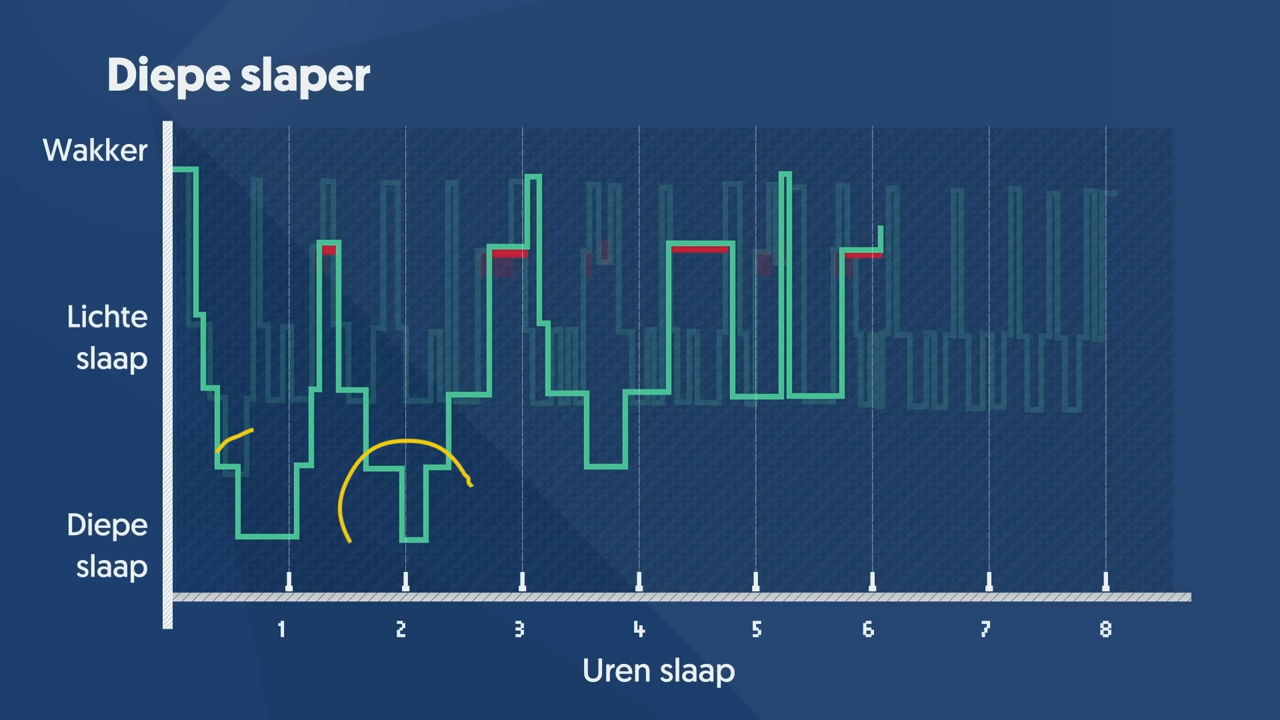 Diepe slaper
Wakker
Lichte
slaap
Diepe
slaap
1 2 3 4 5 6 7 8
Uren slaap